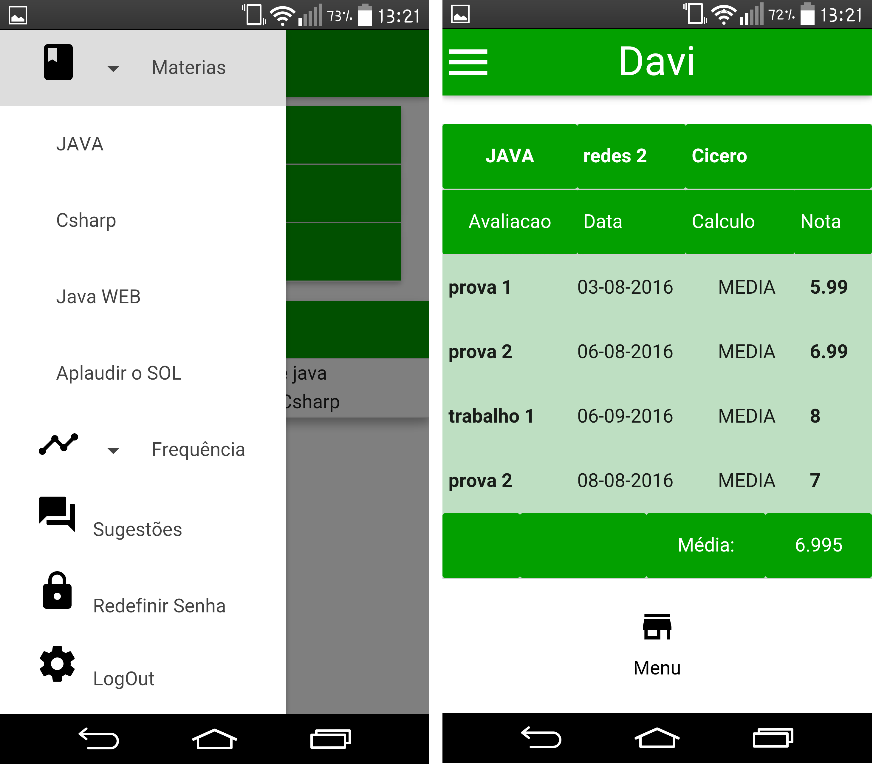 73% 13:21
Materias
JAVA
Csharp
Java WEB
Aplaudir o SOL
java
Csharp
Frequência
Sugestões
Redefinir Senha
LogOut
72% 13:21
Davi
JAVA redes 2 Cicero
Avaliacao Data Calculo Nota
prova 1 03-08-2016 MEDIA 5.99
prova 2 06-08-2016 MEDIA 6.99
trabalho 1 06-09-2016 MEDIA 8
prova 2 08-08-2016 MEDIA 7
Média: 6.995
Menu